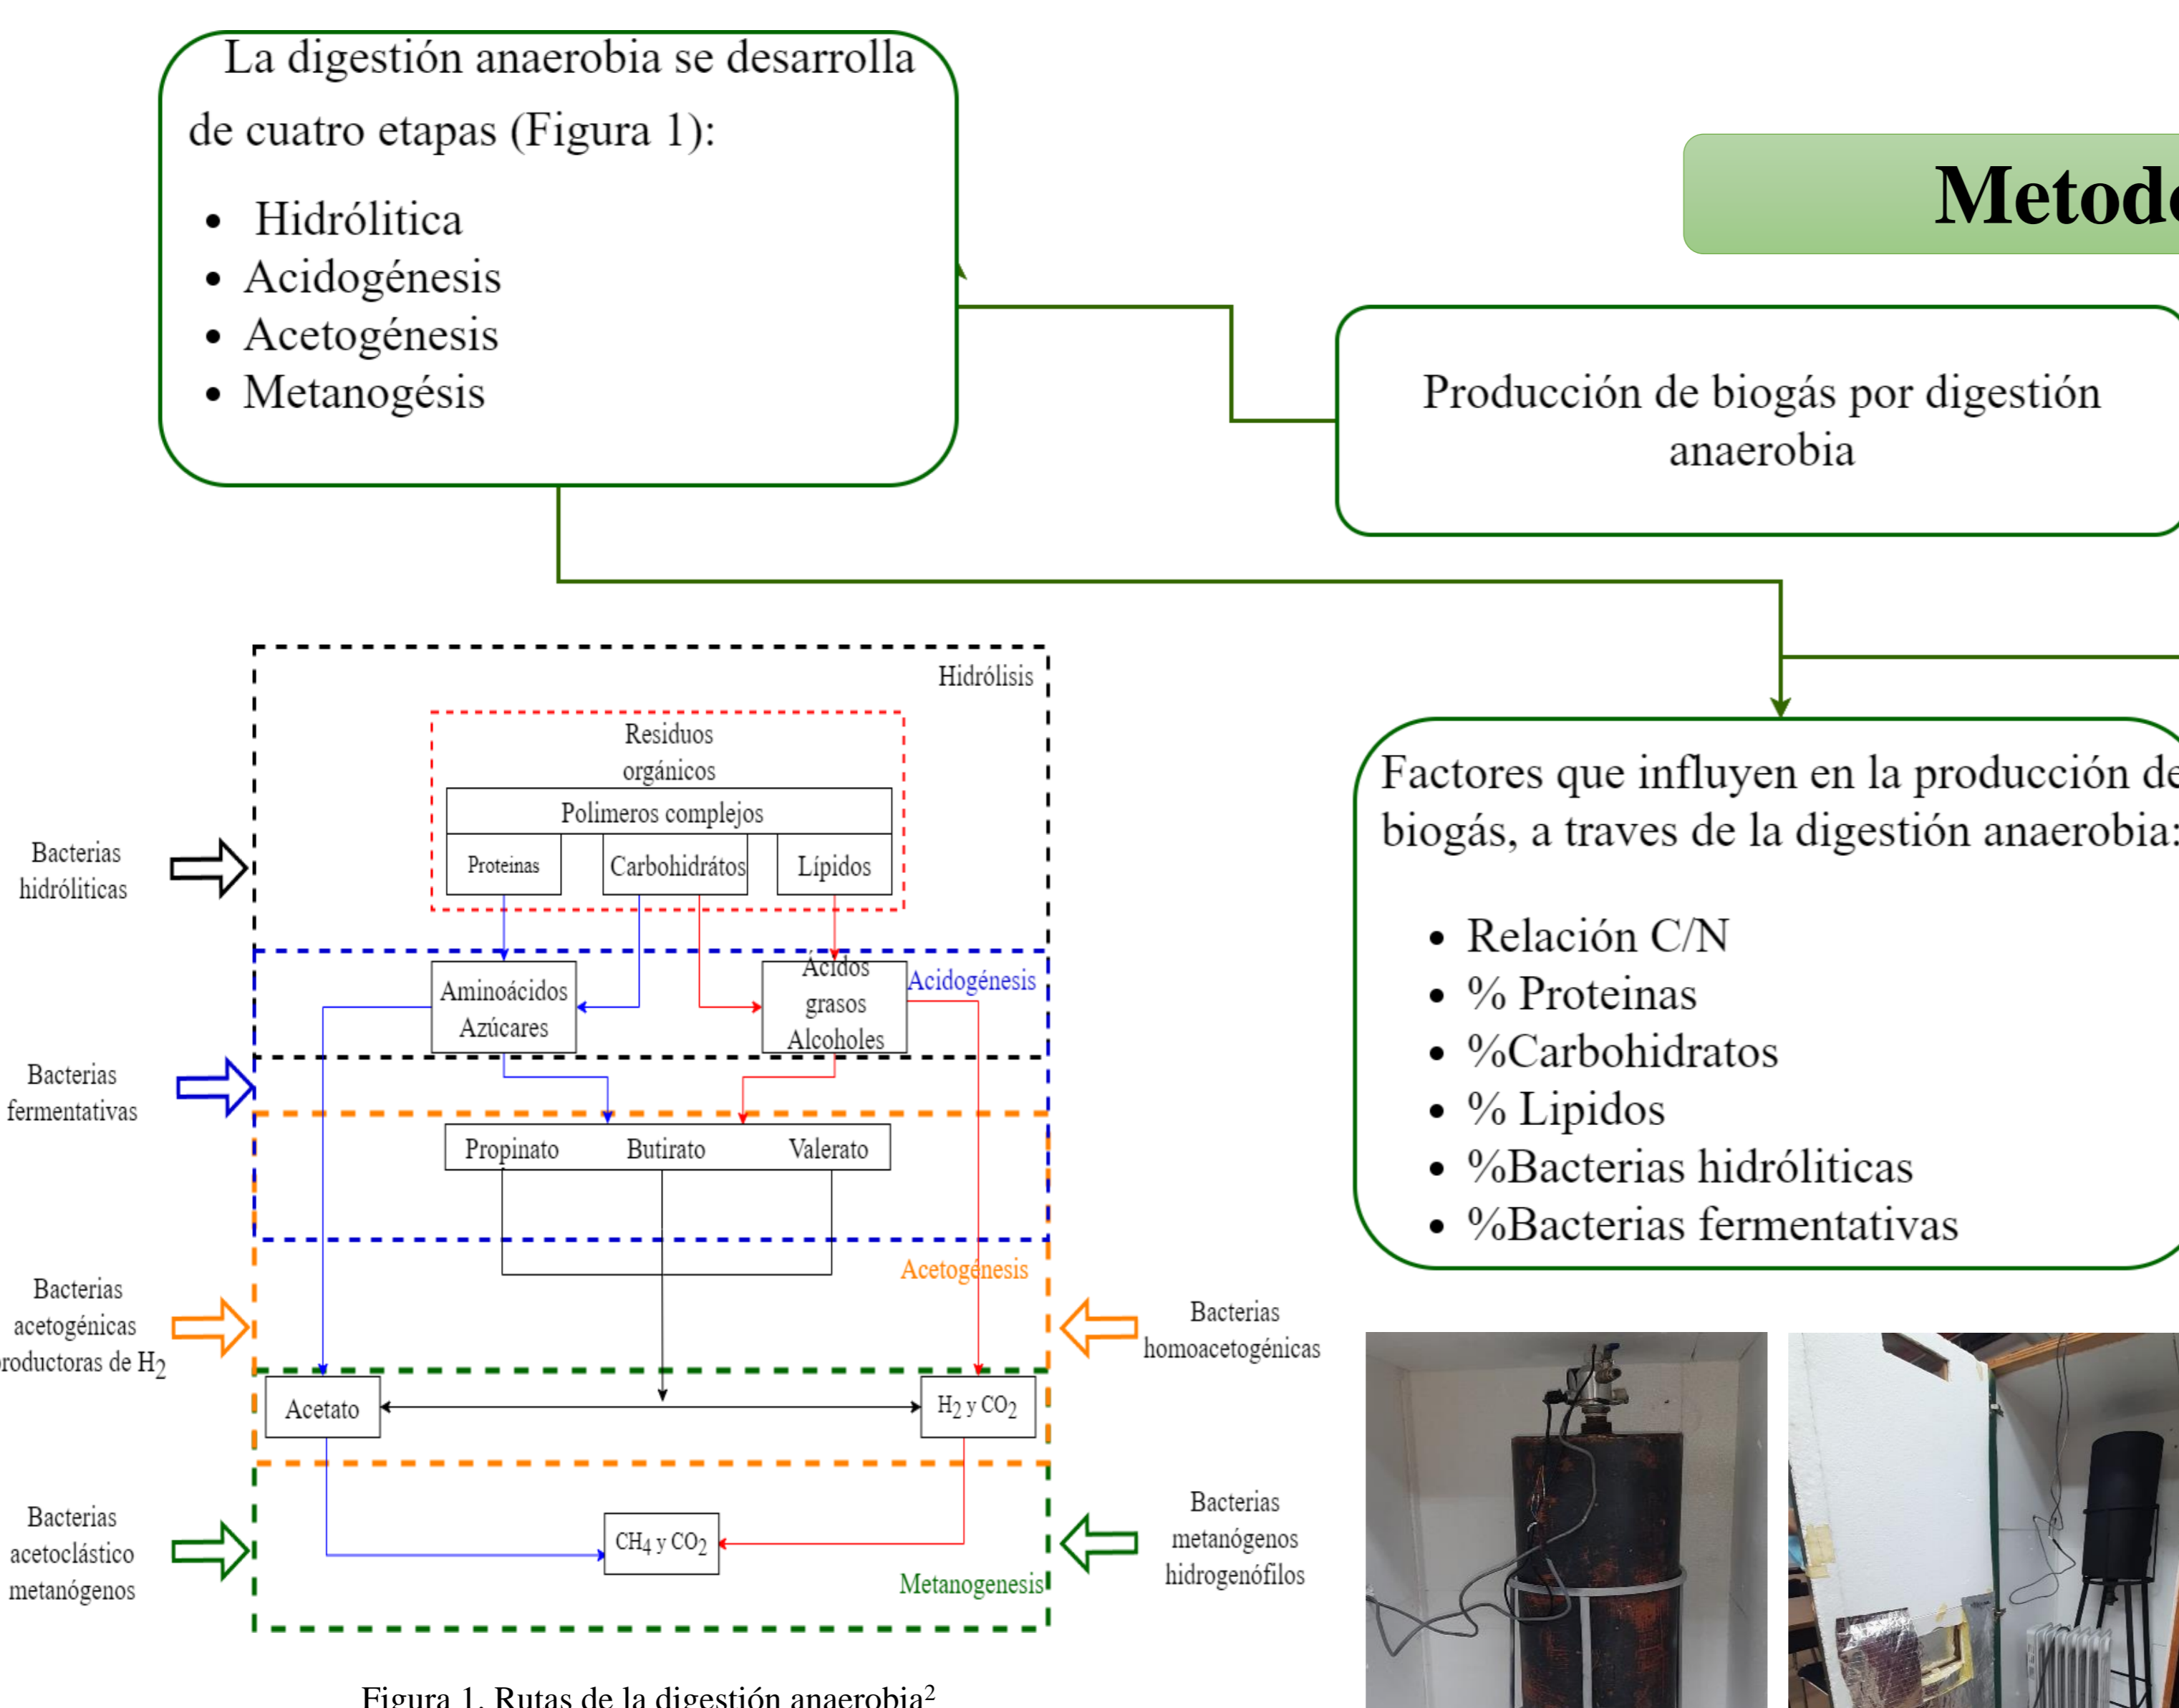 La digestión anaerobia se desarrolla
de cuatro etapas (Figura 1):
• Hidrólitica
• Acidogénesis
• Acetogénesis
• Metanogésis
Producción de biogás por digestión
anaerobia
Hidrólisis
Residuos
orgánicos
Polimeros complejos
Proteinas
Carbohidrátos
Lípidos
Bacterias
hidrólíticas
Aminoácidos
Azúcares
Ácidos
grasos
Alcoholes
Acidogénesis
Bacterias
fermentativas
Propinato
Butirato
Valerato
Acetogénesis
Bacterias
acetogénicas
productoras de H2
Bacterias
homoacetogénicas
Acetato
H2 y CO2
CH4 y CO2
Metanogenesis
Bacterias
acetoclástico
metanógenos
Bacterias
metanógenos
hidrogenófilos
Figura 1. Rutas de la digestión anaerobia2
Factores que influyen en la producción de
biogás, a traves de la digestión anaerobia:
• Relación C/N
• % Proteinas
• %Carbohidratos
• % Lipidos
• %Bacterias hidróliticas
• %Bacterias fermentativas